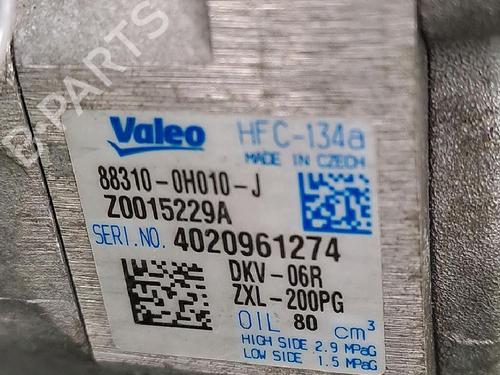 B-PARTS
Valeo HFC-134a
MADE IN CZECH
88310-0H010-J
Z0015229A
SERI.NO. 4020961274
DKV-06R
ZXL-200PG
OIL 80 cm³
HIGH SIDE 2.9 MPaG
LOW SIDE 1.5 MPaG